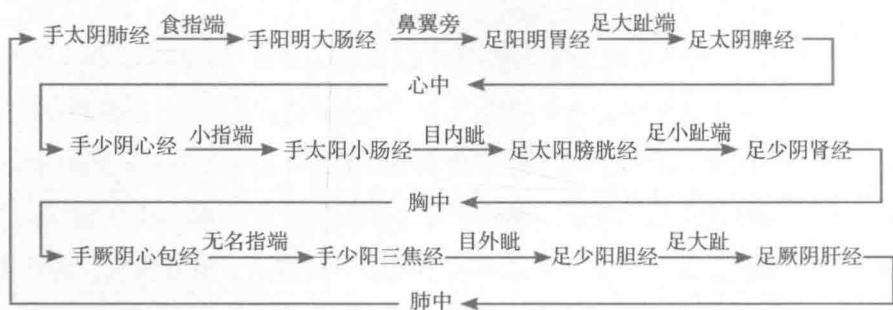 手太阴肺经 食指端 手阳明大肠经 鼻翼旁 足阳明胃经 足大趾端 足太阴脾经
心中
手少阴心经 小指端 手太阳小肠经 目内眦 足太阳膀胱经 足小趾端 足少阴肾经
胸中
手厥阴心包经 无名指端 手少阳三焦经 目外眦 足少阳胆经 足大趾 足厥阴肝经
肺中